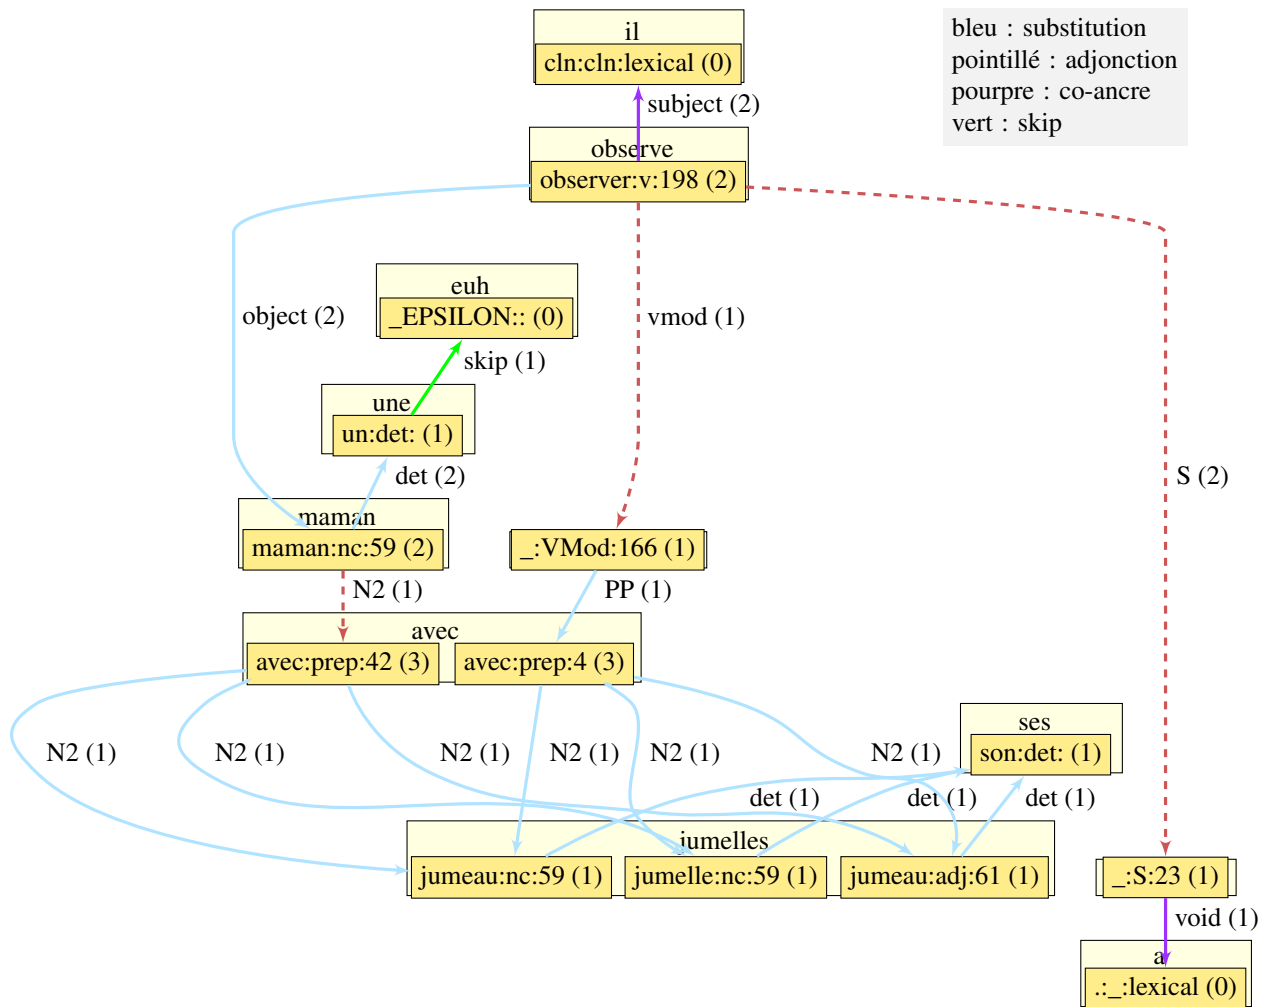 il
cln:cln:lexical (0)
bleu : substitution
pointillé : adjonction
pourpre : co-ancre
vert : skip
subject (2)
observe
observer:v:198 (2)
euh
_EPSILON:: (0)
object (2)
vmod (1)
skip (1)
une
un:det: (1)
det (2)
S (2)
maman
maman:nc:59 (2)
_:VMod:166 (1)
N2 (1)
PP (1)
avec
avec:prep:42 (3)
avec:prep:4 (3)
ses
son:det: (1)
N2 (1)
N2 (1)
N2 (1)
N2 (1)
N2 (1)
N2 (1)
det (1)
det (1)
det (1)
jumelles
jumeau:nc:59 (1)
jumelle:nc:59 (1)
jumeau:adj:61 (1)
_:S:23 (1)
void (1)
a
.:_:lexical (0)